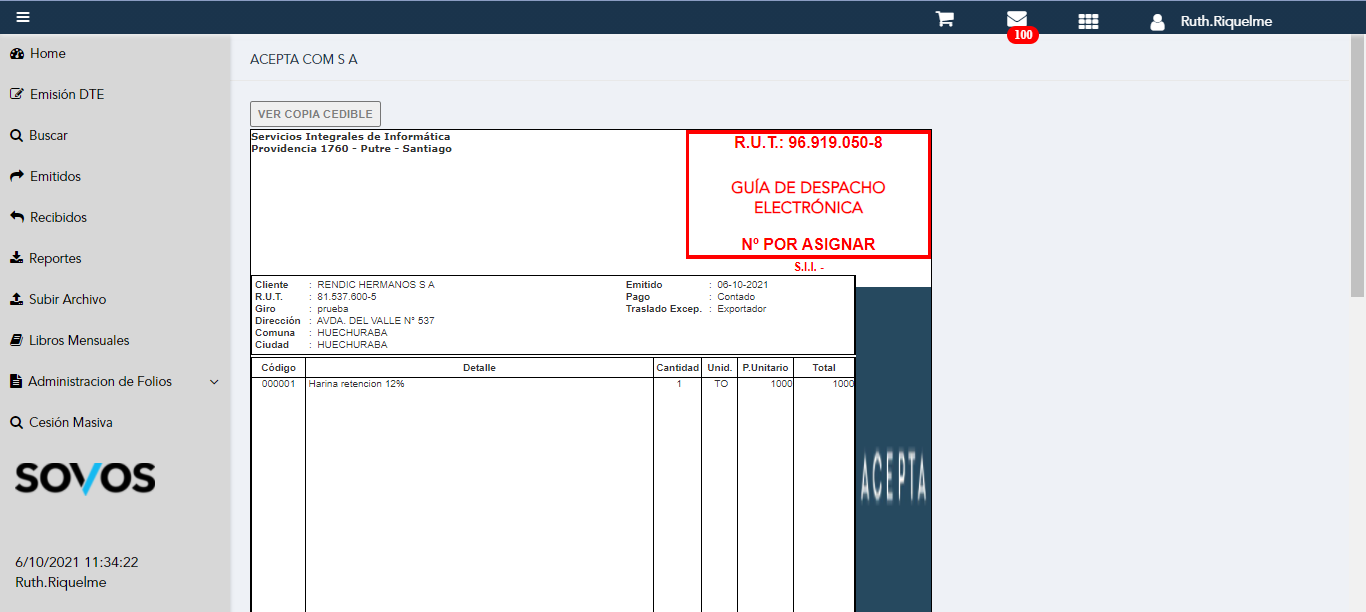 100
Ruth.Riquelme
Home
Emisión DTE
Buscar
Emitidos
Recibidos
Reportes
Subir Archivo
Libros Mensuales
Administracion de Folios
Cesión Masiva
SOVOS
6/10/2021 11:34:22
Ruth.Riquelme
ACEPTA COM S A
VER COPIA CEDIBLE
Servicios Integrales de Informática
Providencia 1760 - Putre - Santiago
R.U.T.: 96.919.050-8
GUÍA DE DESPACHO
ELECTRÓNICA
Nº POR ASIGNAR
S.I.I. -
Cliente : RENDIC HERMANOS S A Emitido : 06-10-2021
R.U.T. : 81.537.600-5 Pago : Contado
Giro : prueba Traslado Excep. : Exportador
Dirección : AVDA. DEL VALLE N° 537
Comuna : HUECHURABA
Ciudad : HUECHURABA
Código Detalle Cantidad Unid. P.Unitario Total
000001 Harina retencion 12% 1 TO 1000 1000
ACEPTA